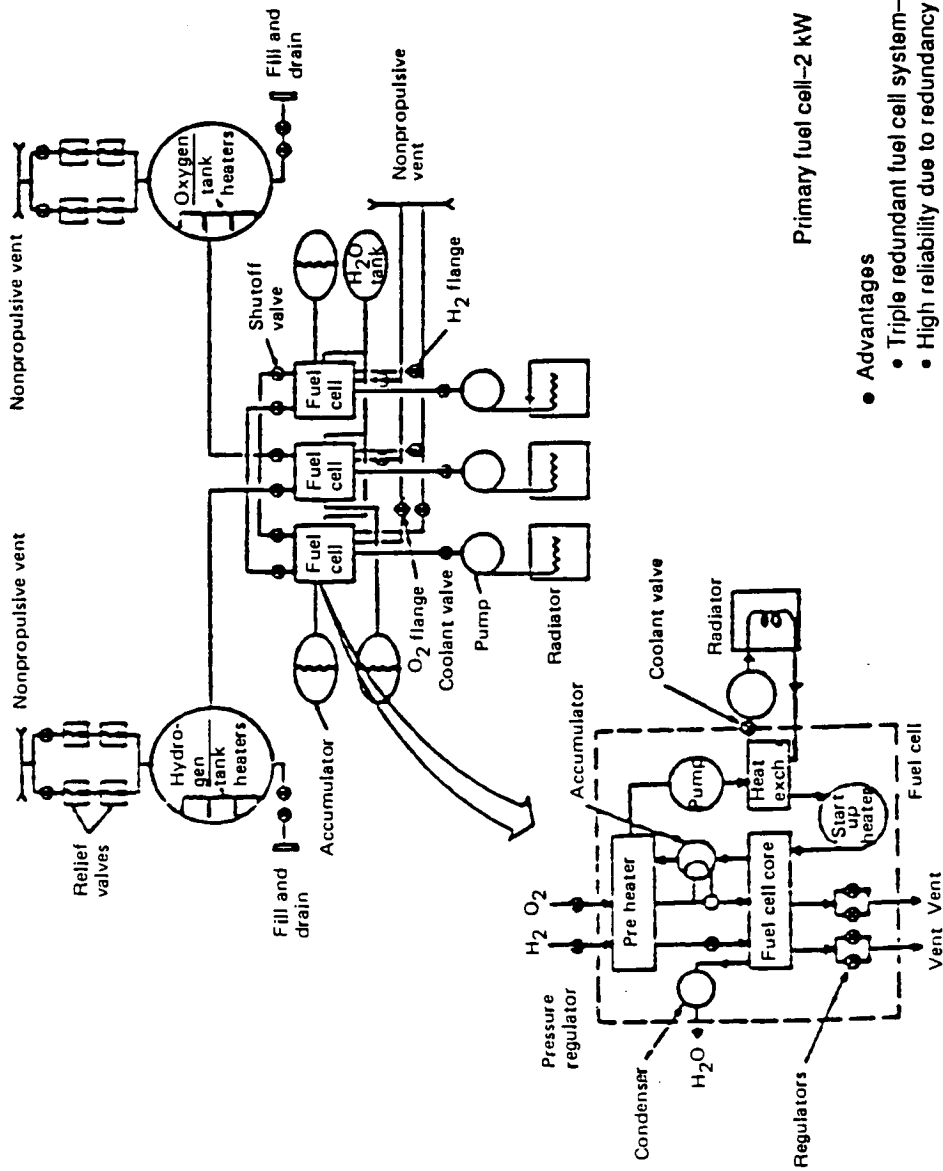 Nonpropulsive vent
Nonpropulsive vent
Relief
valves
Hydro-
gen
tank
heaters
Oxygen
tank
heaters
Fill and
drain
Fill and
drain
Shutoff
valve
Nonpropulsive
vent
Accumulator
Fuel
cell
Fuel
cell
Fuel
cell
H2O
tank
H2 flange
O2 flange
Coolant valve
Pump
Radiator
Pressure
regulator
H2
O2
Accumulator
Coolant valve
Radiator
Condenser
H2O
Pre heater
Pump
Heat
exch
Start
up
heater
Fuel cell core
Fuel cell
Regulators
Vent
Vent
Primary fuel cell–2 kW
• Advantages
• Triple redundant fuel cell system–
• High reliability due to redundancy